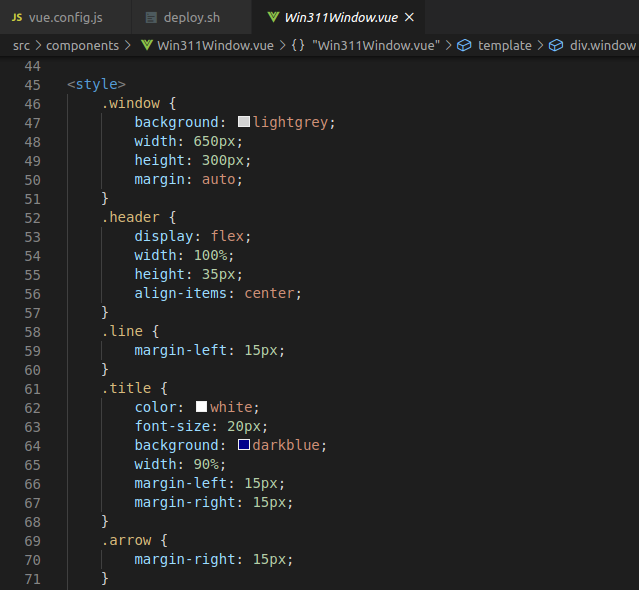 JS vue.config.js deploy.sh Win311Window.vue ×
src > components > Win311Window.vue > {} "Win311Window.vue" > template > div.window
44
45 <style>
46 .window {
47 background: lightgrey;
48 width: 650px;
49 height: 300px;
50 margin: auto;
51 }
52 .header {
53 display: flex;
54 width: 100%;
55 height: 35px;
56 align-items: center;
57 }
58 .line {
59 margin-left: 15px;
60 }
61 .title {
62 color: white;
63 font-size: 20px;
64 background: darkblue;
65 width: 90%;
66 margin-left: 15px;
67 margin-right: 15px;
68 }
69 .arrow {
70 margin-right: 15px;
71 }